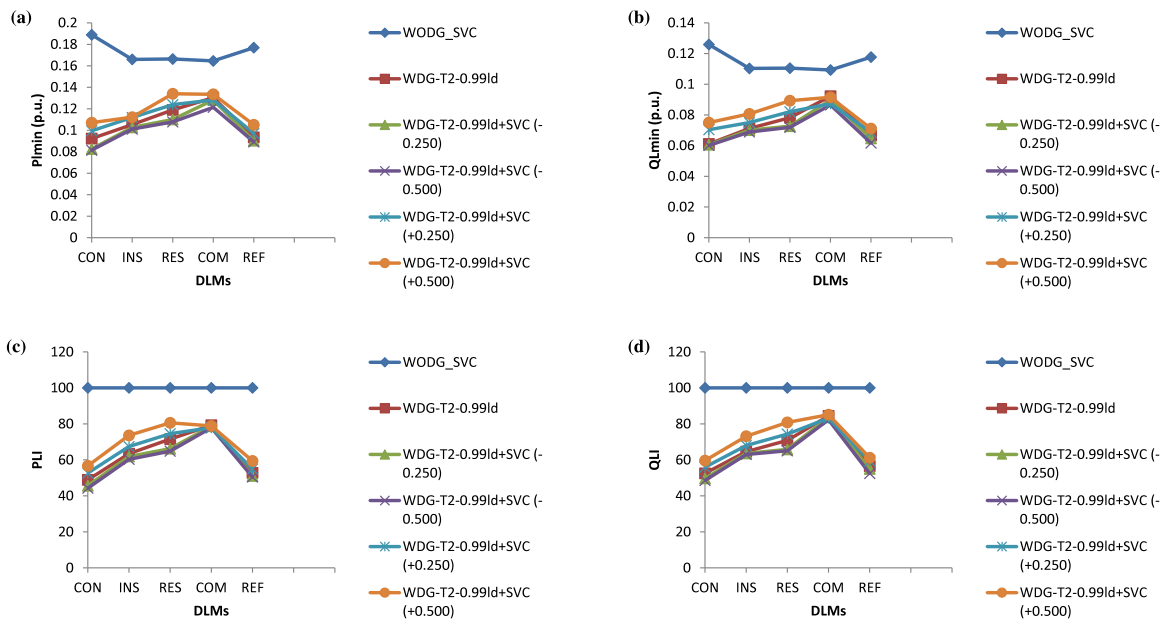 (a)
PImin (p.u.)
0.2
0.18
0.16
0.14
0.12
0.1
0.08
0.06
0.04
0.02
0
CON INS RES COM REF
DLMs
WODG_SVC
WDG-T2-0.99ld
WDG-T2-0.99ld+SVC (-
0.250)
WDG-T2-0.99ld+SVC (-
0.500)
WDG-T2-0.99ld+SVC
(+0.250)
WDG-T2-0.99ld+SVC
(+0.500)
(b)
QLmin (p.u.)
0.14
0.12
0.1
0.08
0.06
0.04
0.02
0
CON INS RES COM REF
DLMs
WODG_SVC
WDG-T2-0.99ld
WDG-T2-0.99ld+SVC (-
0.250)
WDG-T2-0.99ld+SVC (-
0.500)
WDG-T2-0.99ld+SVC
(+0.250)
WDG-T2-0.99ld+SVC
(+0.500)
(c)
PLI
120
100
80
60
40
20
0
CON INS RES COM REF
DLMs
WODG_SVC
WDG-T2-0.99ld
WDG-T2-0.99ld+SVC (-
0.250)
WDG-T2-0.99ld+SVC (-
0.500)
WDG-T2-0.99ld+SVC
(+0.250)
WDG-T2-0.99ld+SVC
(+0.500)
(d)
QLI
120
100
80
60
40
20
0
CON INS RES COM REF
DLMs
WODG_SVC
WDG-T2-0.99ld
WDG-T2-0.99ld+SVC (-
0.250)
WDG-T2-0.99ld+SVC (-
0.500)
WDG-T2-0.99ld+SVC
(+0.250)
WDG-T2-0.99ld+SVC
(+0.500)